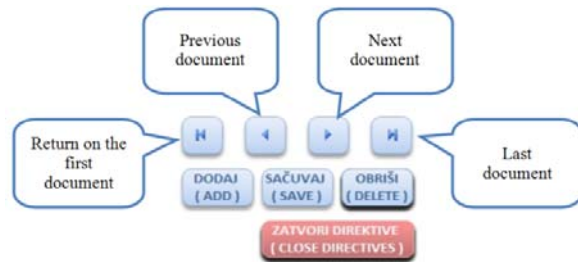 Previous
document
Next
document
Return on the
first
document
Last
document
DODAJ
( ADD )
SAČUVAJ
( SAVE )
OBRIŠI
( DELETE )
ZATVORI DIREKTIVE
( CLOSE DIRECTIVES )